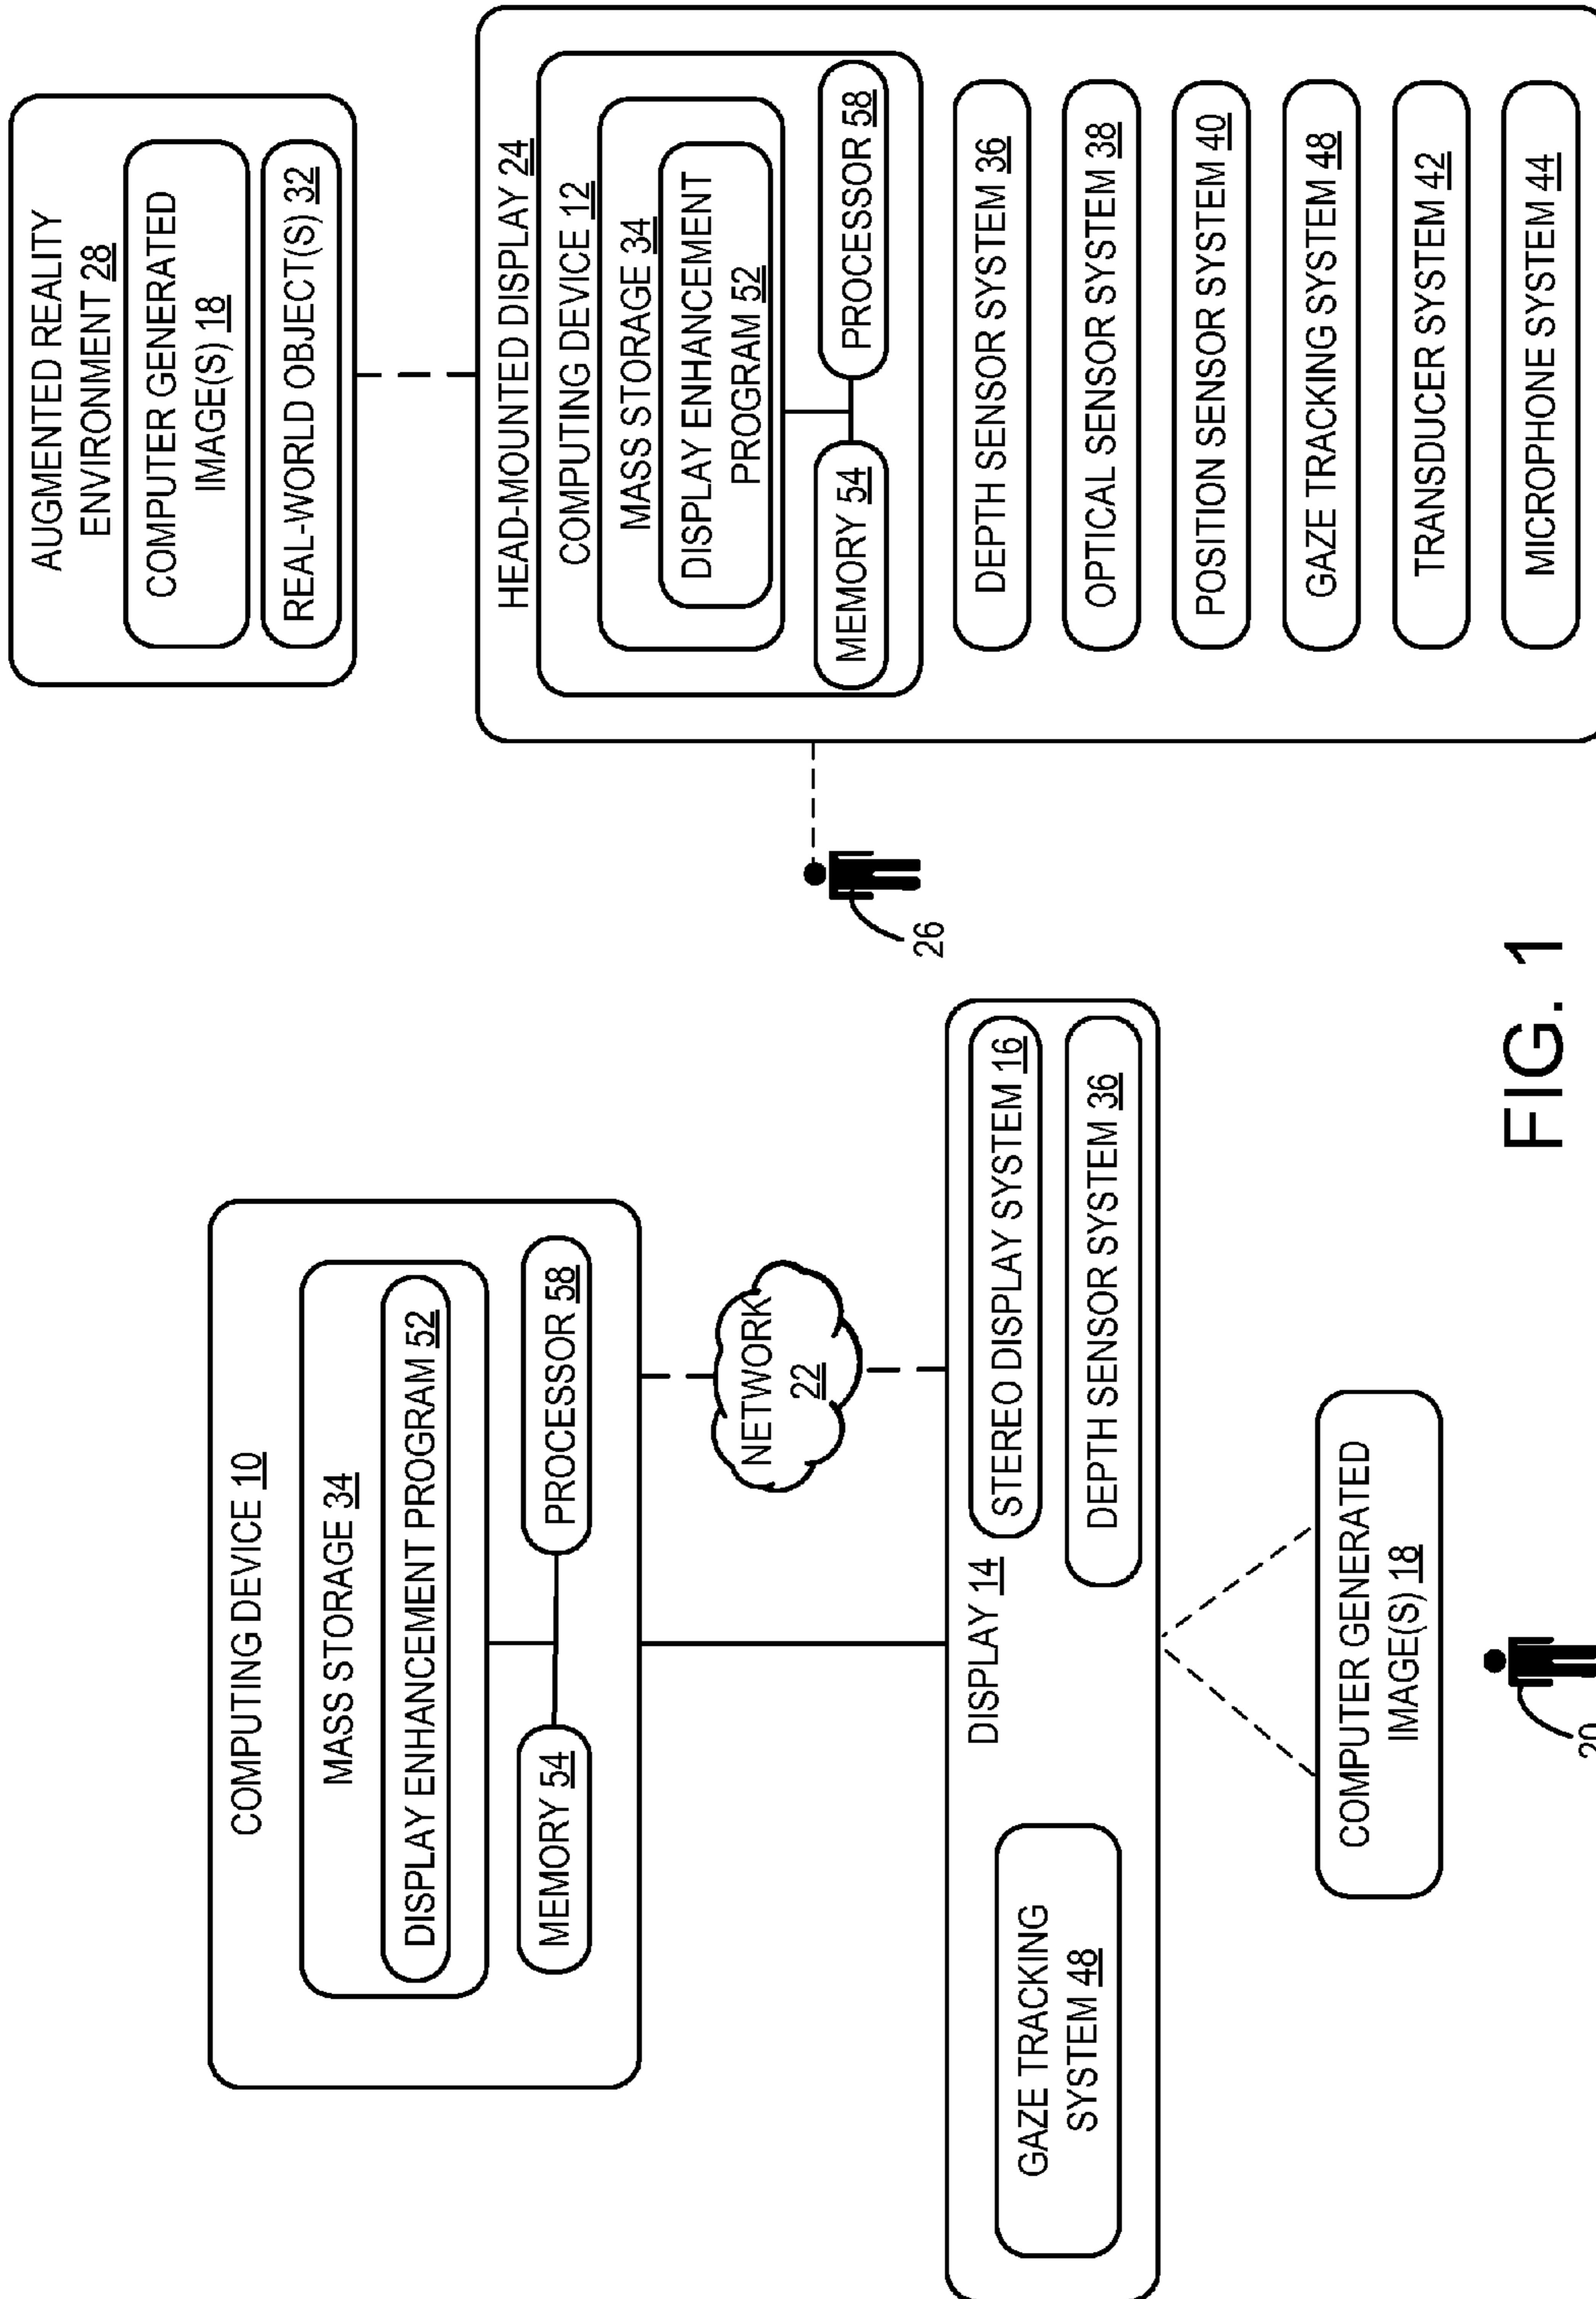 COMPUTING DEVICE 10
MASS STORAGE 34
DISPLAY ENHANCEMENT PROGRAM 52
MEMORY 54
PROCESSOR 58
NETWORK
22
DISPLAY 14
STEREO DISPLAY SYSTEM 16
DEPTH SENSOR SYSTEM 36
GAZE TRACKING
SYSTEM 48
COMPUTER GENERATED
IMAGE(S) 18
20
AUGMENTED REALITY
ENVIRONMENT 28
COMPUTER GENERATED
IMAGE(S) 18
REAL-WORLD OBJECT(S) 32
HEAD-MOUNTED DISPLAY 24
COMPUTING DEVICE 12
MASS STORAGE 34
DISPLAY ENHANCEMENT
PROGRAM 52
MEMORY 54
PROCESSOR 58
DEPTH SENSOR SYSTEM 36
OPTICAL SENSOR SYSTEM 38
POSITION SENSOR SYSTEM 40
GAZE TRACKING SYSTEM 48
TRANSDUCER SYSTEM 42
MICROPHONE SYSTEM 44
26
FIG. 1